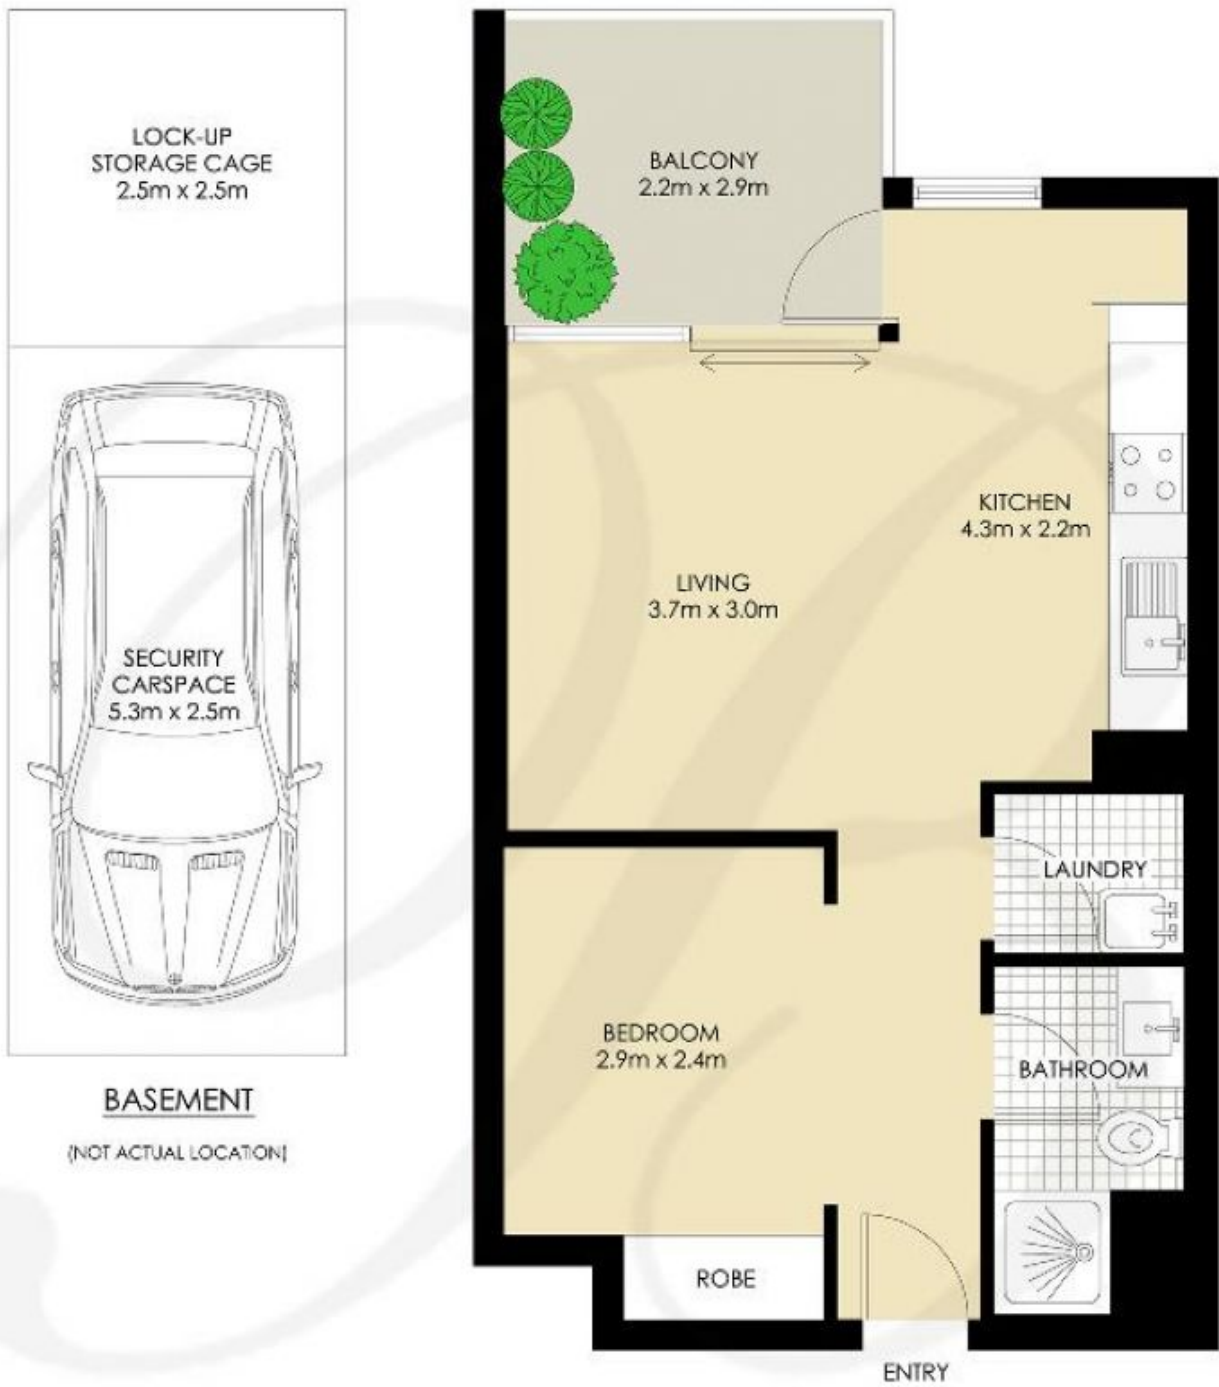 LOCK-UP
STORAGE CAGE
2.5m x 2.5m
SECURITY
CARSPACE
5.3m x 2.5m
BASEMENT
(NOT ACTUAL LOCATION)
BALCONY
2.2m x 2.9m
KITCHEN
4.3m x 2.2m
LIVING
3.7m x 3.0m
LAUNDRY
BEDROOM
2.9m x 2.4m
BATHROOM
ROBE
ENTRY